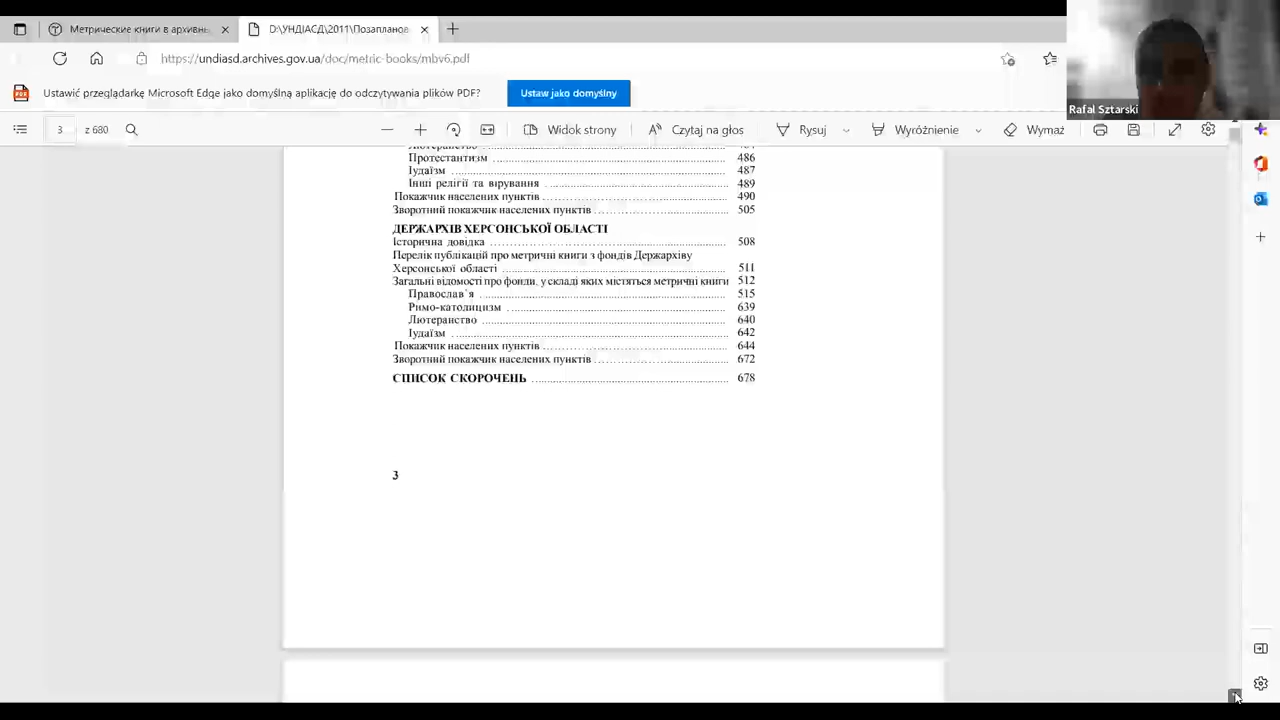 Метрические книги в архивны
D:\УНДІАСД\2011\Позапланов
https://undiasd.archives.gov.ua/doc/metric-books/mbv6.pdf
Ustawić przeglądarkę Microsoft Edge jako domyślną aplikację do odczytywania plików PDF?
Ustaw jako domyślny
Rafal Sztarski
3 z 680
Widok strony
Czytaj na głos
Rysuj
Wyróżnienie
Wymaż
Протестантизм 486
Іудаїзм 487
Інші релігії та вірування 489
Покажчик населених пунктів 490
Зворотний покажчик населених пунктів 505
ДЕРЖАРХІВ ХЕРСОНСЬКОЇ ОБЛАСТІ
Історична довідка 508
Перелік публікацій про метричні книги з фондів Держархіву
Херсонської області 511
Загальні відомості про фонди, у складі яких містяться метричні книги 512
Православ`я 515
Римо-католицизм 639
Лютеранство 640
Іудаїзм 642
Покажчик населених пунктів 644
Зворотний покажчик населених пунктів 672
СПИСОК СКОРОЧЕНЬ 678
3